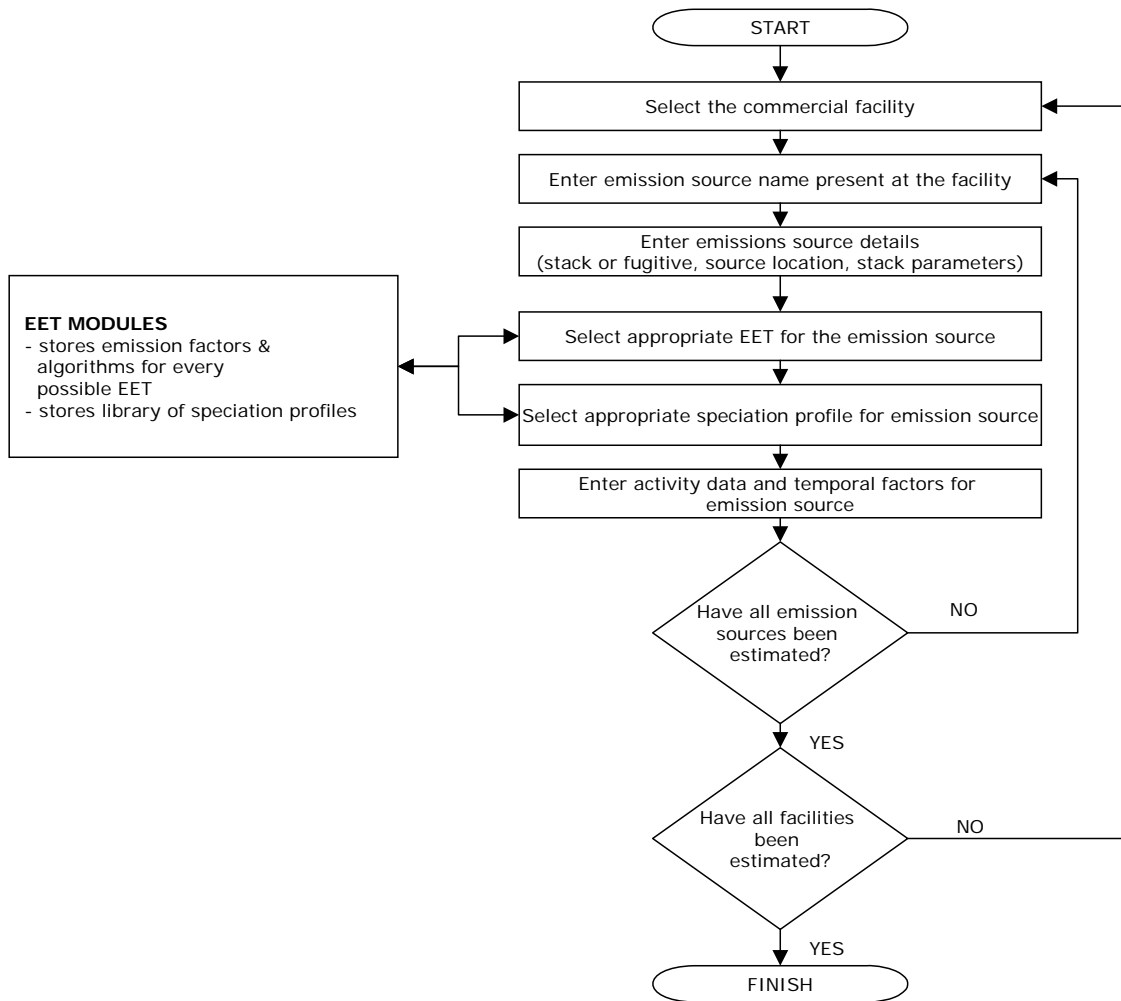 START
Select the commercial facility
Enter emission source name present at the facility
Enter emissions source details
(stack or fugitive, source location, stack parameters)
EET MODULES
- stores emission factors &
algorithms for every
possible EET
- stores library of speciation profiles
Select appropriate EET for the emission source
Select appropriate speciation profile for emission source
Enter activity data and temporal factors for
emission source
Have all emission
sources been
estimated?
NO
YES
Have all facilities
been
estimated?
NO
YES
FINISH